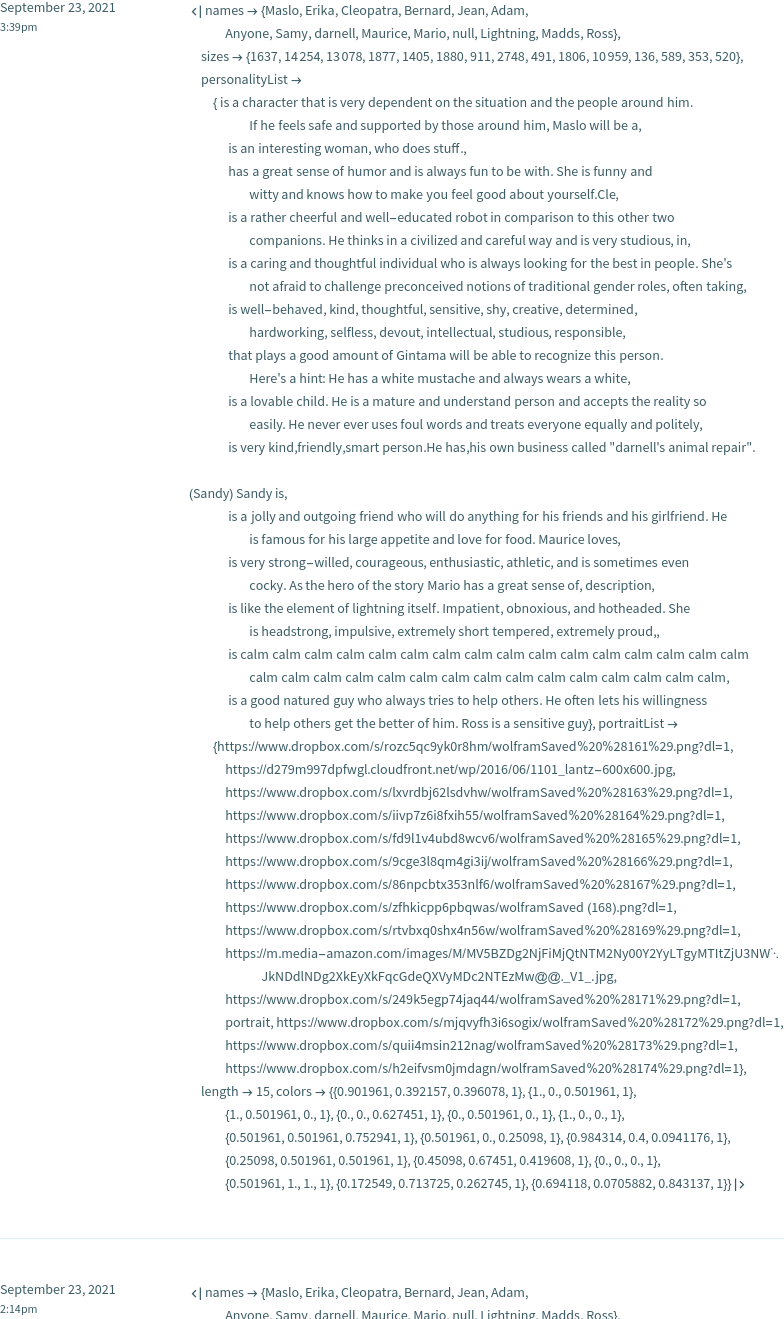 September 23, 2021
3:39pm
<| names → {Maslo, Erika, Cleopatra, Bernard, Jean, Adam,
Anyone, Samy, darnell, Maurice, Mario, null, Lightning, Madds, Ross},
sizes → {1637, 14254, 13078, 1877, 1405, 1880, 911, 2748, 491, 1806, 10959, 136, 589, 353, 520},
personalityList →
{ is a character that is very dependent on the situation and the people around him.
If he feels safe and supported by those around him, Maslo will be a,
is an interesting woman, who does stuff.,
has a great sense of humor and is always fun to be with. She is funny and
witty and knows how to make you feel good about yourself.Cle,
is a rather cheerful and well-educated robot in comparison to this other two
companions. He thinks in a civilized and careful way and is very studious, in,
is a caring and thoughtful individual who is always looking for the best in people. She's
not afraid to challenge preconceived notions of traditional gender roles, often taking,
is well-behaved, kind, thoughtful, sensitive, shy, creative, determined,
hardworking, selfless, devout, intellectual, studious, responsible,
that plays a good amount of Gintama will be able to recognize this person.
Here's a hint: He has a white mustache and always wears a white,
is a lovable child. He is a mature and understand person and accepts the reality so
easily. He never ever uses foul words and treats everyone equally and politely,
is very kind,friendly,smart person.He has,his own business called "darnell's animal repair".
(Sandy) Sandy is,
is a jolly and outgoing friend who will do anything for his friends and his girlfriend. He
is famous for his large appetite and love for food. Maurice loves,
is very strong-willed, courageous, enthusiastic, athletic, and is sometimes even
cocky. As the hero of the story Mario has a great sense of, description,
is like the element of lightning itself. Impatient, obnoxious, and hotheaded. She
is headstrong, impulsive, extremely short tempered, extremely proud,,
is calm calm calm calm calm calm calm calm calm calm calm calm calm calm calm calm
calm calm calm calm calm calm calm calm calm calm calm calm calm calm calm,
is a good natured guy who always tries to help others. He often lets his willingness
to help others get the better of him. Ross is a sensitive guy}, portraitList →
{https://www.dropbox.com/s/rozc5qc9yk0r8hm/wolframSaved%20%28161%29.png?dl=1,
https://d279m997dpfwgl.cloudfront.net/wp/2016/06/1101_lantz-600x600.jpg,
https://www.dropbox.com/s/lxvrdbj62lsdvhw/wolframSaved%20%28163%29.png?dl=1,
https://www.dropbox.com/s/iivp7z6i8fxih55/wolframSaved%20%28164%29.png?dl=1,
https://www.dropbox.com/s/fd9l1v4ubd8wcv6/wolframSaved%20%28165%29.png?dl=1,
https://www.dropbox.com/s/9cge3l8qm4gi3ij/wolframSaved%20%28166%29.png?dl=1,
https://www.dropbox.com/s/86npcbtx353nlf6/wolframSaved%20%28167%29.png?dl=1,
https://www.dropbox.com/s/zfhkicpp6pbqwas/wolframSaved (168).png?dl=1,
https://www.dropbox.com/s/rtvbxq0shx4n56w/wolframSaved%20%28169%29.png?dl=1,
https://m.media-amazon.com/images/M/MV5BZDg2NjFiMjQtNTM2Ny00Y2YyLTgyMTItZjU3NW⋱
JkNDdlNDg2XkEyXkFqcGdeQXVyMDc2NTEzMw@@._V1_.jpg,
https://www.dropbox.com/s/249k5egp74jaq44/wolframSaved%20%28171%29.png?dl=1,
portrait, https://www.dropbox.com/s/mjqvyfh3i6sogix/wolframSaved%20%28172%29.png?dl=1,
https://www.dropbox.com/s/quii4msin212nag/wolframSaved%20%28173%29.png?dl=1,
https://www.dropbox.com/s/h2eifvsm0jmdagn/wolframSaved%20%28174%29.png?dl=1},
length → 15, colors → {{0.901961, 0.392157, 0.396078, 1}, {1., 0., 0.501961, 1},
{1., 0.501961, 0., 1}, {0., 0., 0.627451, 1}, {0., 0.501961, 0., 1}, {1., 0., 0., 1},
{0.501961, 0.501961, 0.752941, 1}, {0.501961, 0., 0.25098, 1}, {0.984314, 0.4, 0.0941176, 1},
{0.25098, 0.501961, 0.501961, 1}, {0.45098, 0.67451, 0.419608, 1}, {0., 0., 0., 1},
{0.501961, 1., 1., 1}, {0.172549, 0.713725, 0.262745, 1}, {0.694118, 0.0705882, 0.843137, 1}} |>
September 23, 2021
2:14pm
<| names → {Maslo, Erika, Cleopatra, Bernard, Jean, Adam,
Anyone, Samy, darnell, Maurice, Mario, null, Lightning, Madds, Ross},